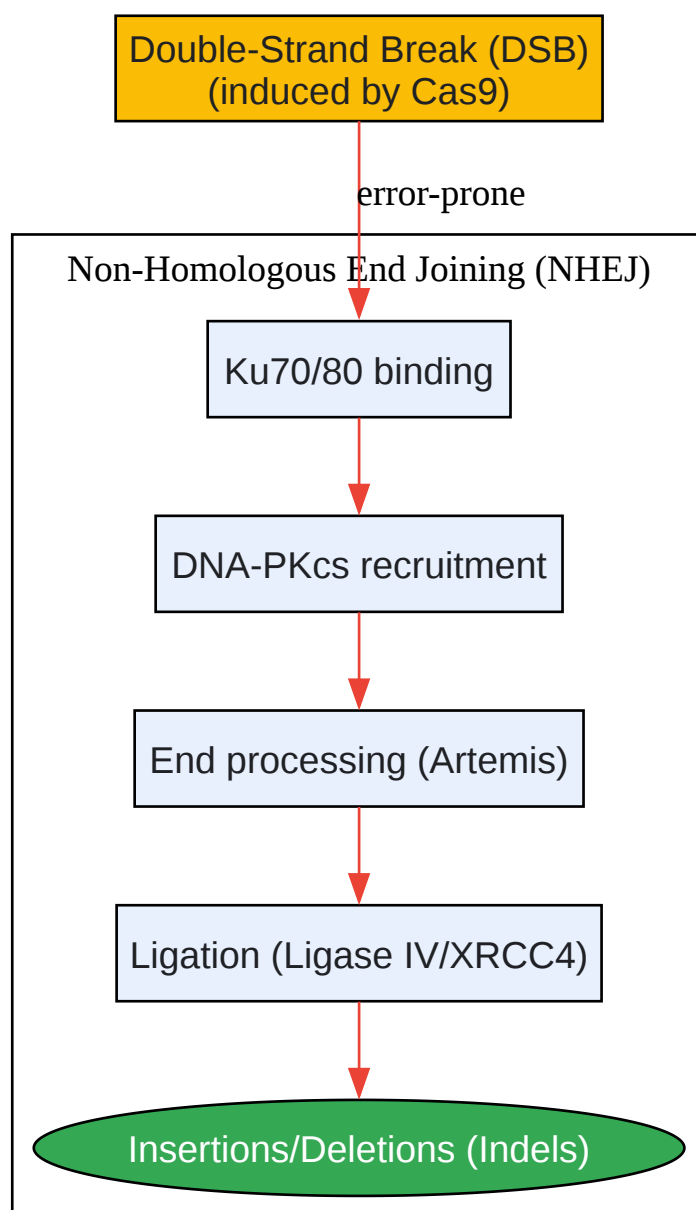 Double-Strand Break (DSB)
(induced by Cas9)
error-prone
Non-Homologous End Joining (NHEJ)
Ku70/80 binding
DNA-PKcs recruitment
End processing (Artemis)
Ligation (Ligase IV/XRCC4)
Insertions/Deletions (Indels)